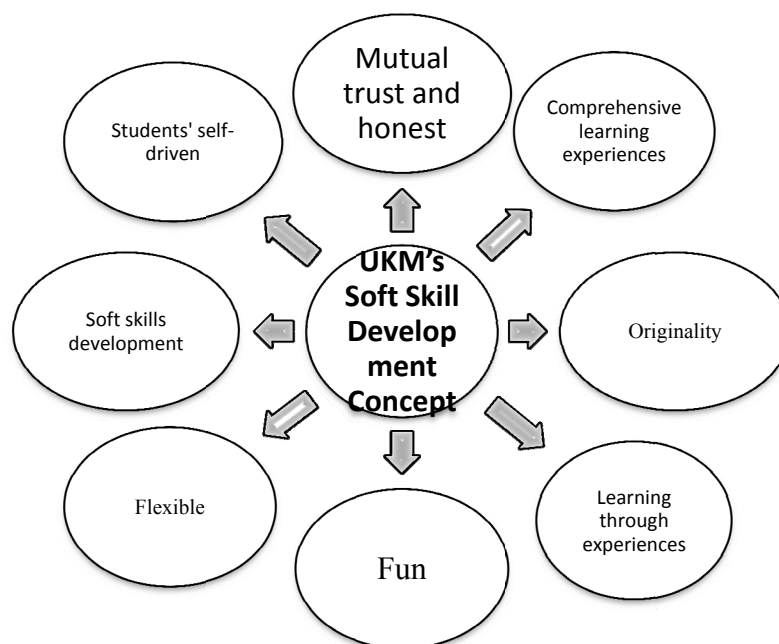 Mutual
trust and
honest
Students' self-
driven
Comprehensive
learning
experiences
UKM's
Soft Skill
Develop
ment
Concept
Soft skills
development
Originality
Flexible
Fun
Learning
through
experiences